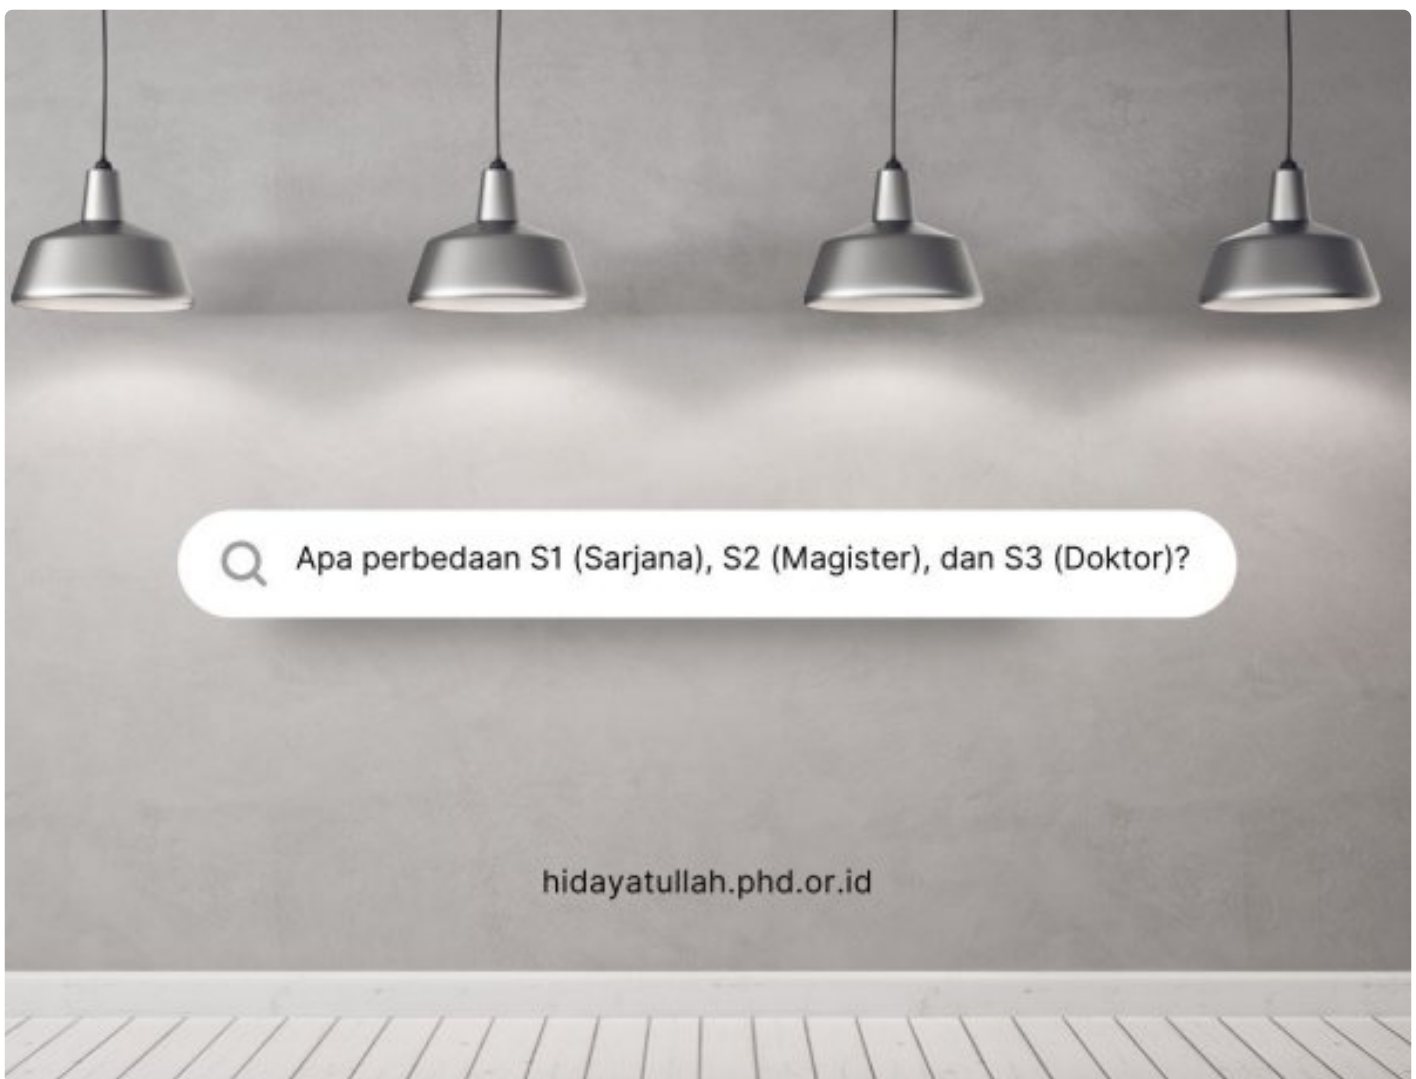 Apa perbedaan S1 (Sarjana), S2 (Magister), dan S3 (Doktor)?
hidayatullah.phd.or.id